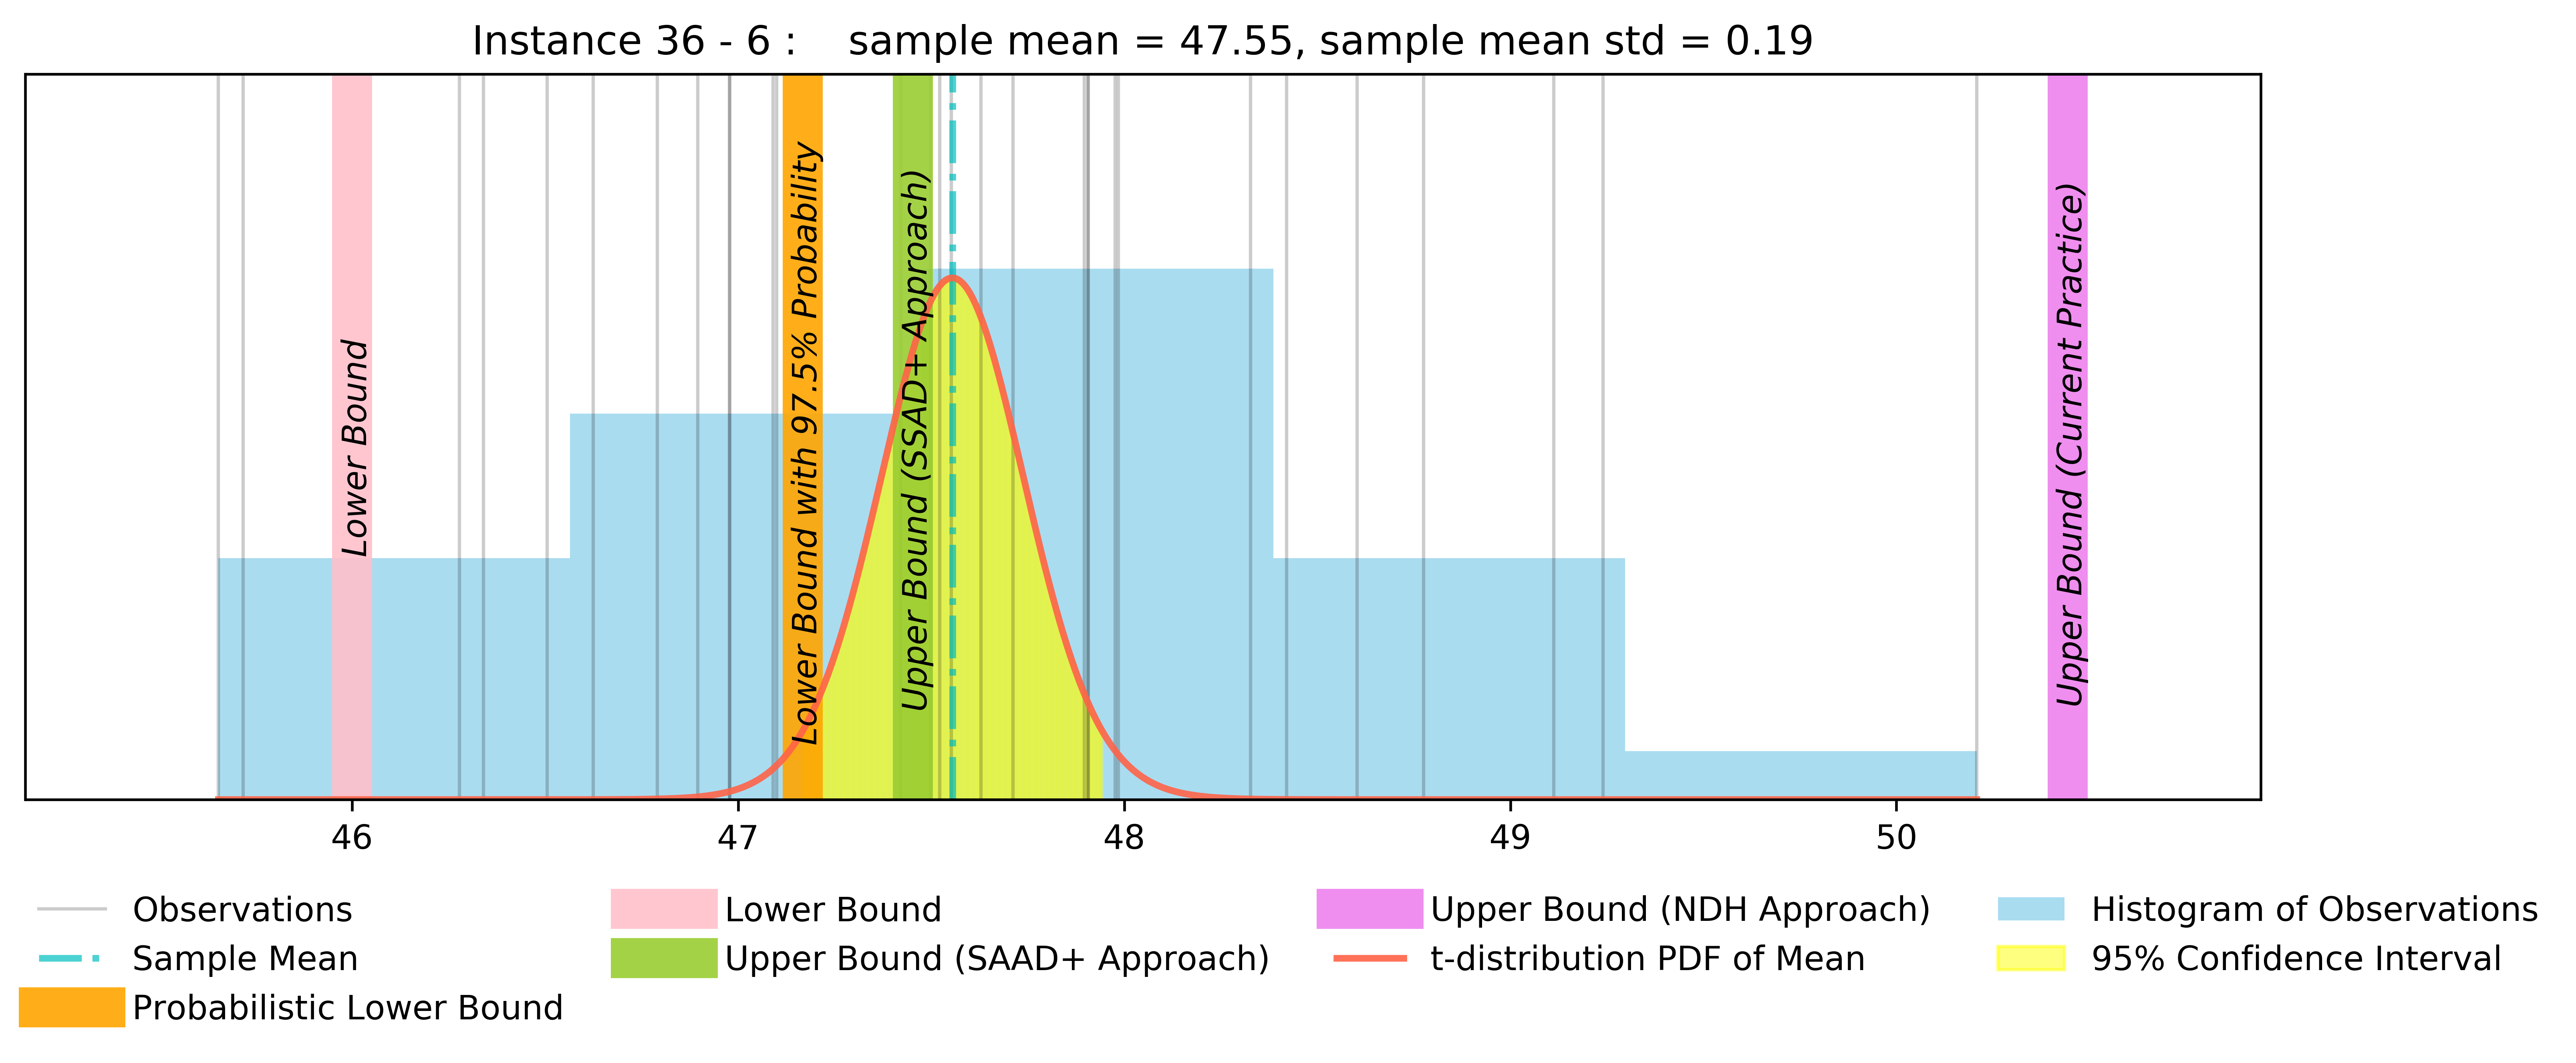 Instance 36 - 6 :    sample mean = 47.55, sample mean std = 0.19
Lower Bound
Lower Bound with 97.5% Probability
Upper Bound (SSAD+ Approach)
Upper Bound (Current Practice)
46 47 48 49 50
Observations
Sample Mean
Probabilistic Lower Bound
Lower Bound
Upper Bound (SAAD+ Approach)
Upper Bound (NDH Approach)
t-distribution PDF of Mean
Histogram of Observations
95% Confidence Interval